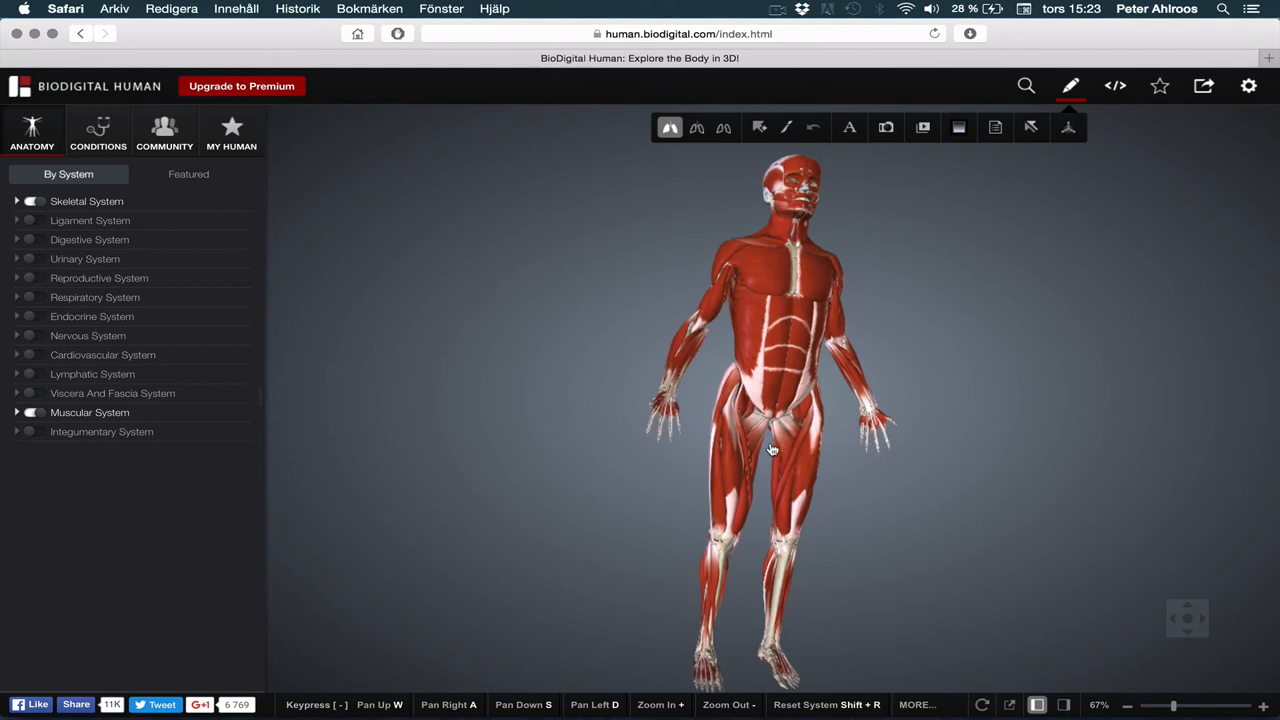 Safari Arkiv Redigera Innehåll Historik Bokmärken Fönster Hjälp 28 % tors 15:23 Peter Ahlroos
human.biodigital.com/index.html
BioDigital Human: Explore the Body in 3D!
BIODIGITAL HUMAN Upgrade to Premium
ANATOMY CONDITIONS COMMUNITY MY HUMAN
By System Featured
Skeletal System
Ligament System
Digestive System
Urinary System
Reproductive System
Respiratory System
Endocrine System
Nervous System
Cardiovascular System
Lymphatic System
Viscera And Fascia System
Muscular System
Integumentary System
Like Share 11K Tweet G+1 6 769 Keypress [ - ] Pan Up W Pan Right A Pan Down S Pan Left D Zoom In + Zoom Out - Reset System Shift + R MORE... 67%